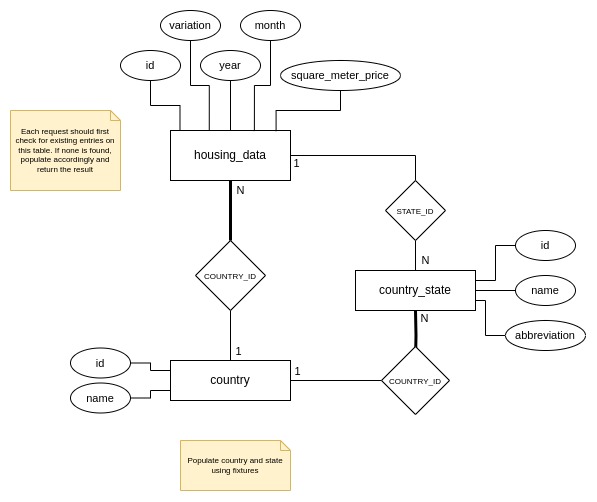 variation
month
id
year
square_meter_price
Each request should first
check for existing entries on
this table. If none is found,
populate accordingly and
return the result
housing_data
1
N
STATE_ID
id
N
COUNTRY_ID
country_state
name
N
abbreviation
1
id
country
1
COUNTRY_ID
name
Populate country and state
using fixtures